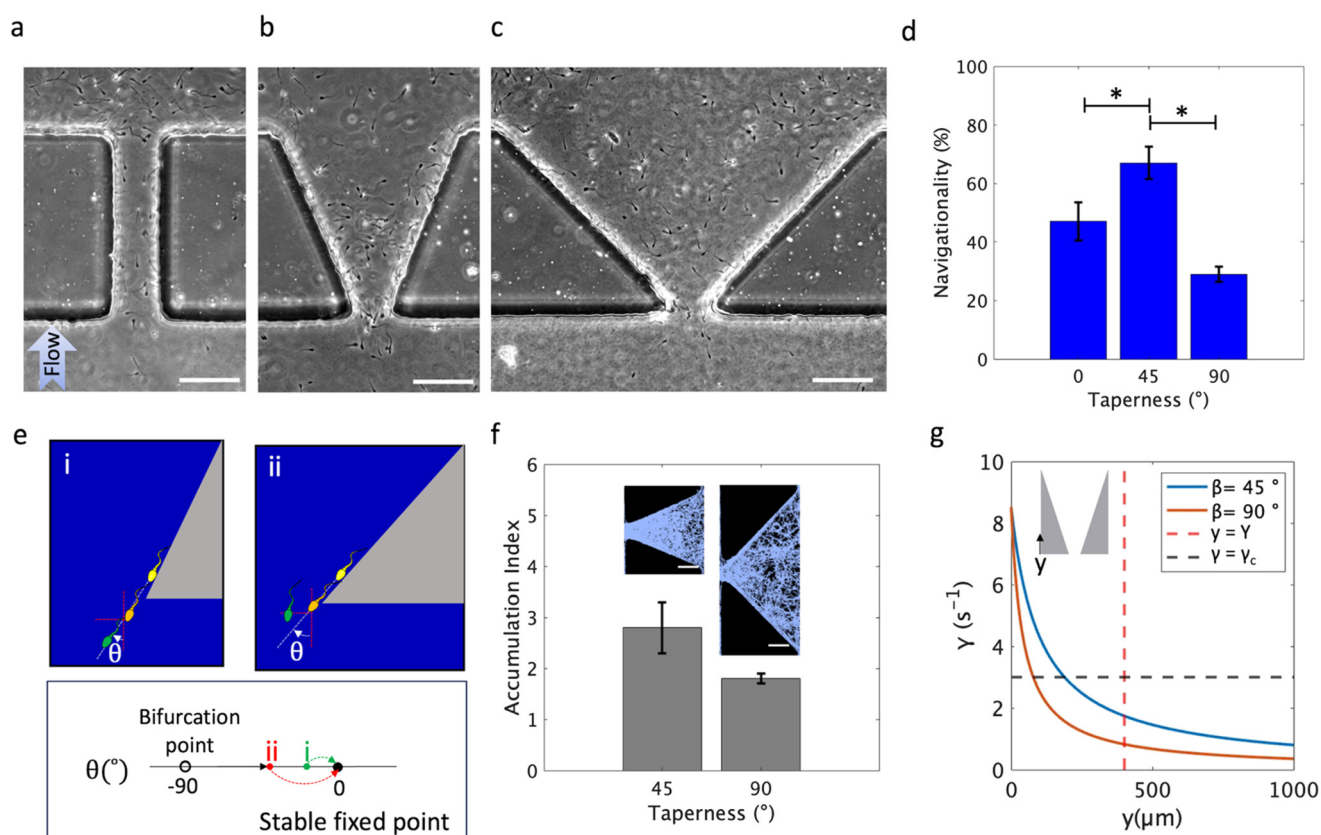 a
b
c
Flow
d
100
80
60
40
20
0
Navigationality (%)
*
*
0 45 90
Taperness (°)
e
i
ii
θ
θ
Bifurcation
point
ii
i
θ(°)
-90
0
Stable fixed point
f
6
5
4
3
2
1
0
Accumulation Index
45 90
Taperness (°)
g
10
8
6
4
2
0
γ (s⁻¹)
y
β= 45 °
β= 90 °
y = Y
γ = γc
0 500 1000
y(μm)